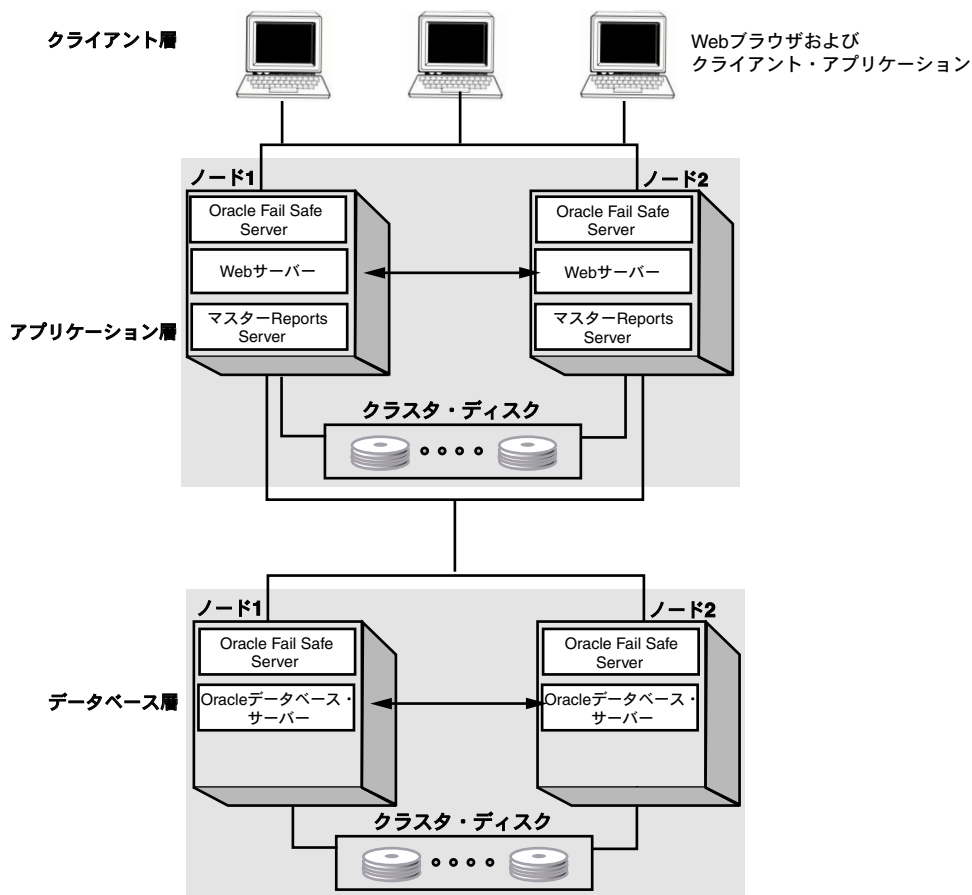 クライアント層
Webブラウザおよび
クライアント・アプリケーション
ノード1
ノード2
Oracle Fail Safe
Server
Oracle Fail Safe
Server
Webサーバー
Webサーバー
アプリケーション層
マスターReports
Server
マスターReports
Server
クラスタ・ディスク
ノード1
ノード2
Oracle Fail Safe
Server
Oracle Fail Safe
Server
データベース層
Oracleデータベース・
サーバー
Oracleデータベース・
サーバー
クラスタ・ディスク